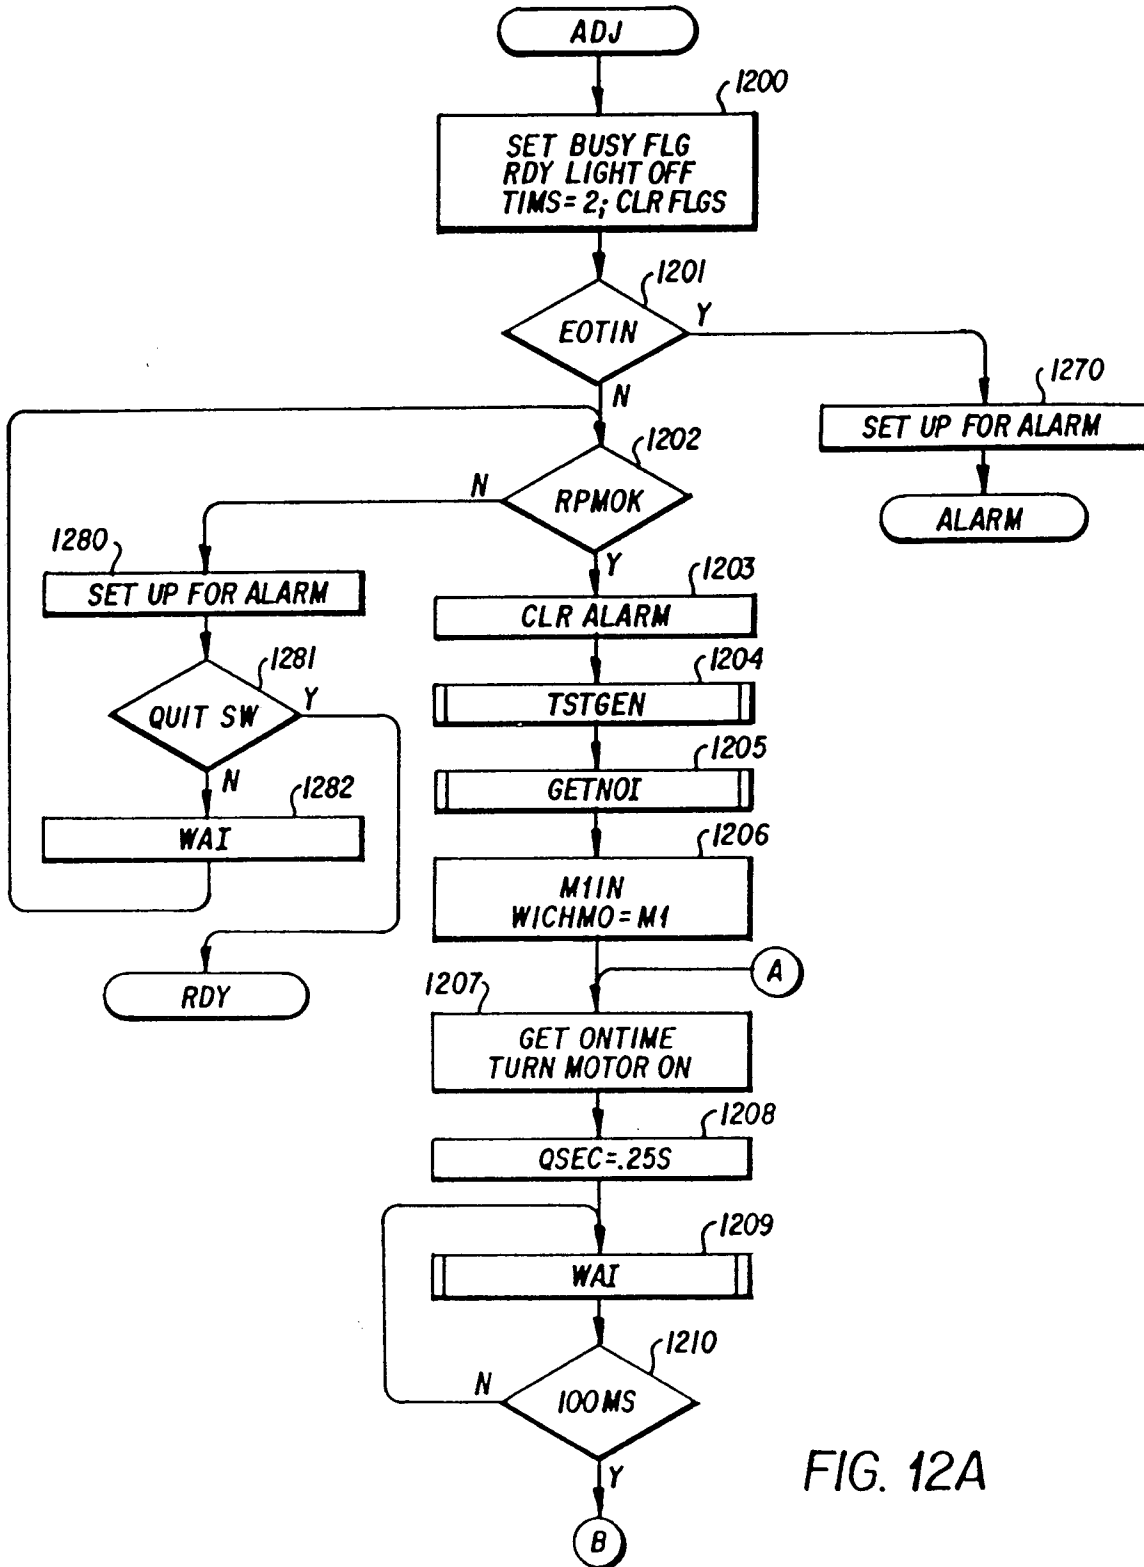 ADJ
1200
SET BUSY FLG
RDY LIGHT OFF
TIMS=2; CLR FLGS
1201
EOTIN
Y
N
1270
SET UP FOR ALARM
ALARM
1202
RPMOK
N
Y
1280
SET UP FOR ALARM
1281
QUIT SW
Y
N
1282
WAI
RDY
1203
CLR ALARM
1204
TSTGEN
1205
GETNOI
1206
M1IN
WICHMO=M1
A
1207
GET ONTIME
TURN MOTOR ON
1208
QSEC=.25S
1209
WAI
1210
100MS
N
Y
B
FIG. 12A